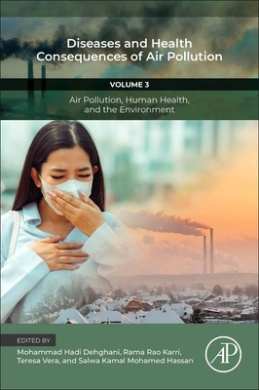 Diseases and Health
Consequences of Air Pollution
VOLUME 3
Air Pollution, Human Health,
and the Environment
EDITED BY
Mohammad Hadi Dehghani, Rama Rao Karri,
Teresa Vera, and Salwa Kamal Mohamed Hassan
AP